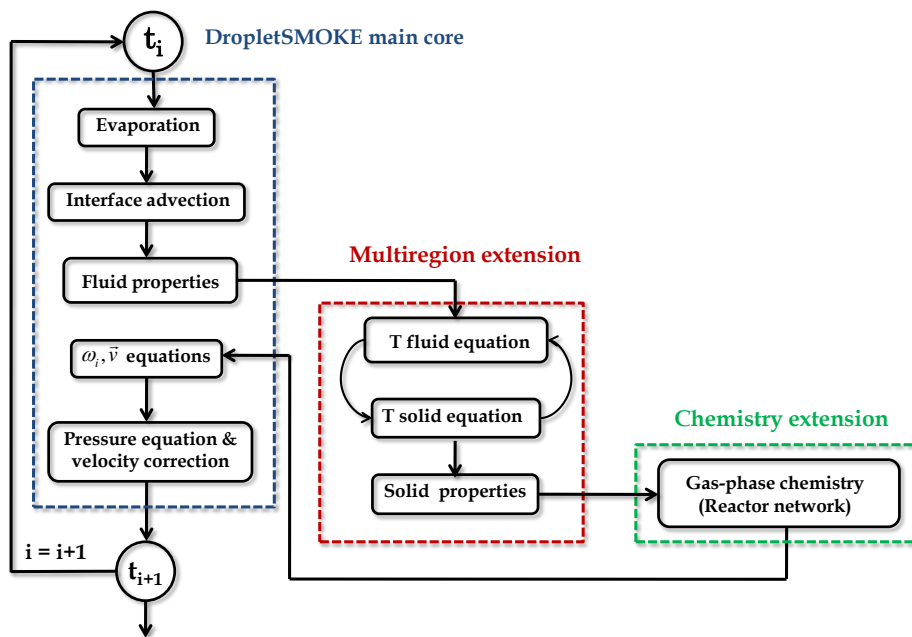 t_i
DropletSMOKE main core
Evaporation
Interface advection
Fluid properties
Multiregion extension
T fluid equation
ω_i, v⃗ equations
T solid equation
Pressure equation &
velocity correction
Solid properties
Chemistry extension
Gas-phase chemistry
(Reactor network)
i = i+1
t_{i+1}